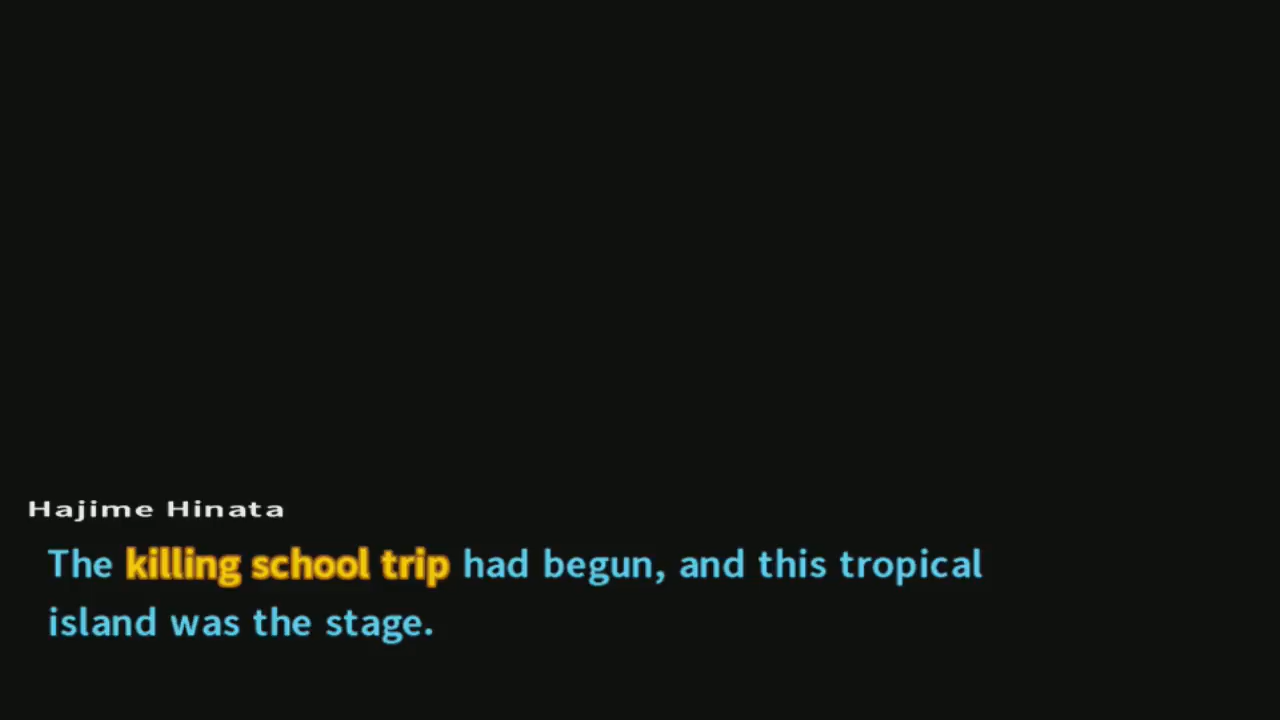 Hajime Hinata
The killing school trip had begun, and this tropical
island was the stage.